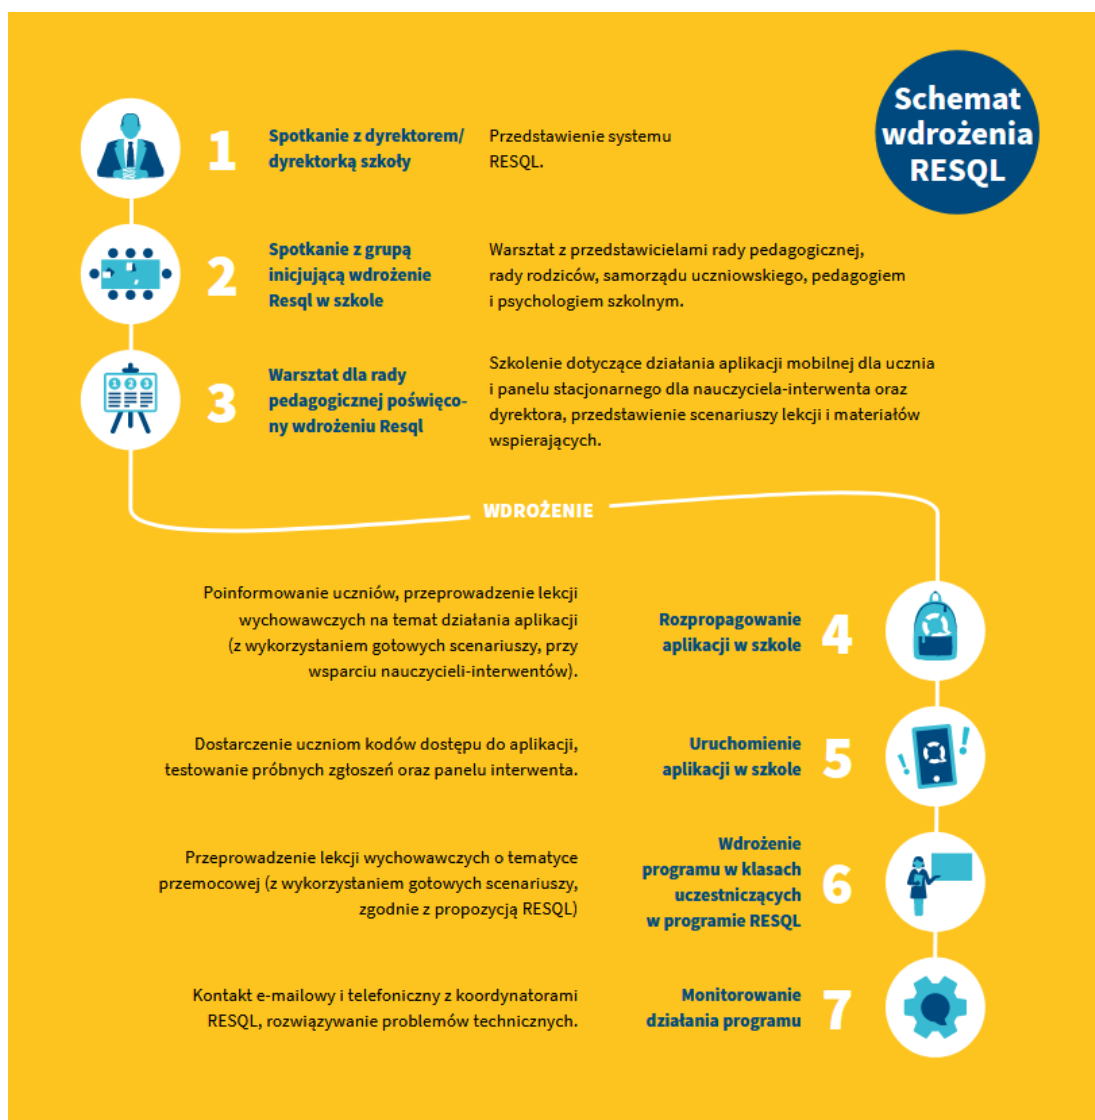 Schemat
wdrożenia
RESQL
1
Spotkanie z dyrektorem/
dyrektorką szkoły
Przedstawienie systemu
RESQL.
2
Spotkanie z grupą
inicjującą wdrożenie
Resql w szkole
Warsztat z przedstawicielami rady pedagogicznej,
rady rodziców, samorządu uczniowskiego, pedagogiem
i psychologiem szkolnym.
3
Warsztat dla rady
pedagogicznej poświęco-
ny wdrożeniu Resql
Szkolenie dotyczące działania aplikacji mobilnej dla ucznia
i panelu stacjonarnego dla nauczyciela-interwenta oraz
dyrektora, przedstawienie scenariuszy lekcji i materiałów
wspierających.
1 2 3
WDROŻENIE
Poinformowanie uczniów, przeprowadzenie lekcji
wychowawczych na temat działania aplikacji
(z wykorzystaniem gotowych scenariuszy, przy
wsparciu nauczycieli-interwentów).
Rozpropagowanie
aplikacji w szkole
4
Dostarczenie uczniom kodów dostępu do aplikacji,
testowanie próbnych zgłoszeń oraz panelu interwenta.
Uruchomienie
aplikacji w szkole
5
! !
Przeprowadzenie lekcji wychowawczych o tematyce
przemocowej (z wykorzystaniem gotowych scenariuszy,
zgodnie z propozycją RESQL)
Wdrożenie
programu w klasach
uczestniczących
w programie RESQL
6
Kontakt e-mailowy i telefoniczny z koordynatorami
RESQL, rozwiązywanie problemów technicznych.
Monitorowanie
działania programu
7